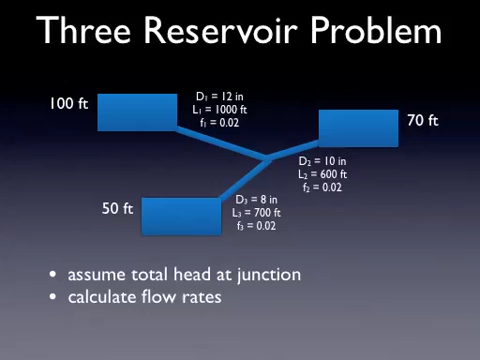 Three Reservoir Problem
100 ft
D₁ = 12 in
L₁ = 1000 ft
f₁ = 0.02
70 ft
D₂ = 10 in
L₂ = 600 ft
f₂ = 0.02
50 ft
D₃ = 8 in
L₃ = 700 ft
f₃ = 0.02
• assume total head at junction
• calculate flow rates